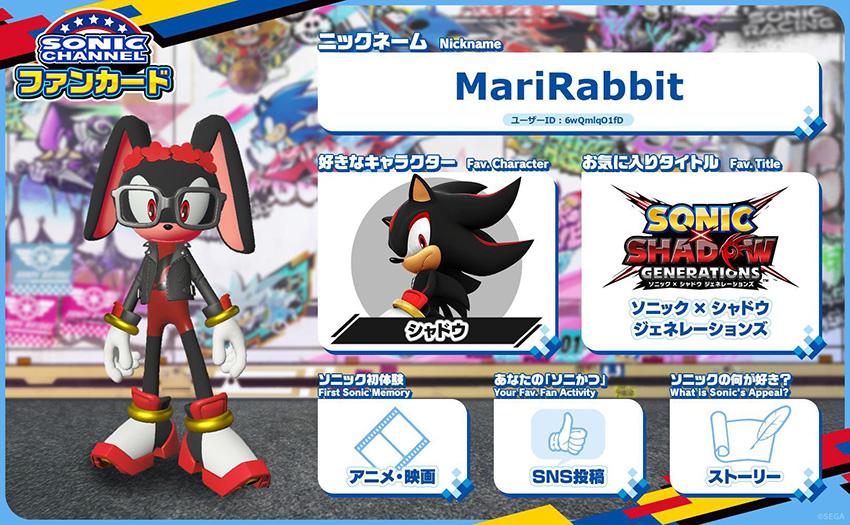 SONIC
CHANNEL
ファンカード
SONIC
RACING
ニックネーム Nickname
MariRabbit
ユーザーID : 6wQmlqO1fD
好きなキャラクター Fav. Character
シャドウ
お気に入りタイトル Fav. Title
SONIC
×
SHADOW
GENERATIONS
ソニック × シャドウ ジェネレーションズ
ソニック × シャドウ
ジェネレーションズ
ソニック初体験
First Sonic Memory
アニメ・映画
あなたの「ソニかつ」
Your Fav. Fan Activity
SNS投稿
ソニックの何が好き?
What is Sonic's Appeal?
ストーリー
©SEGA